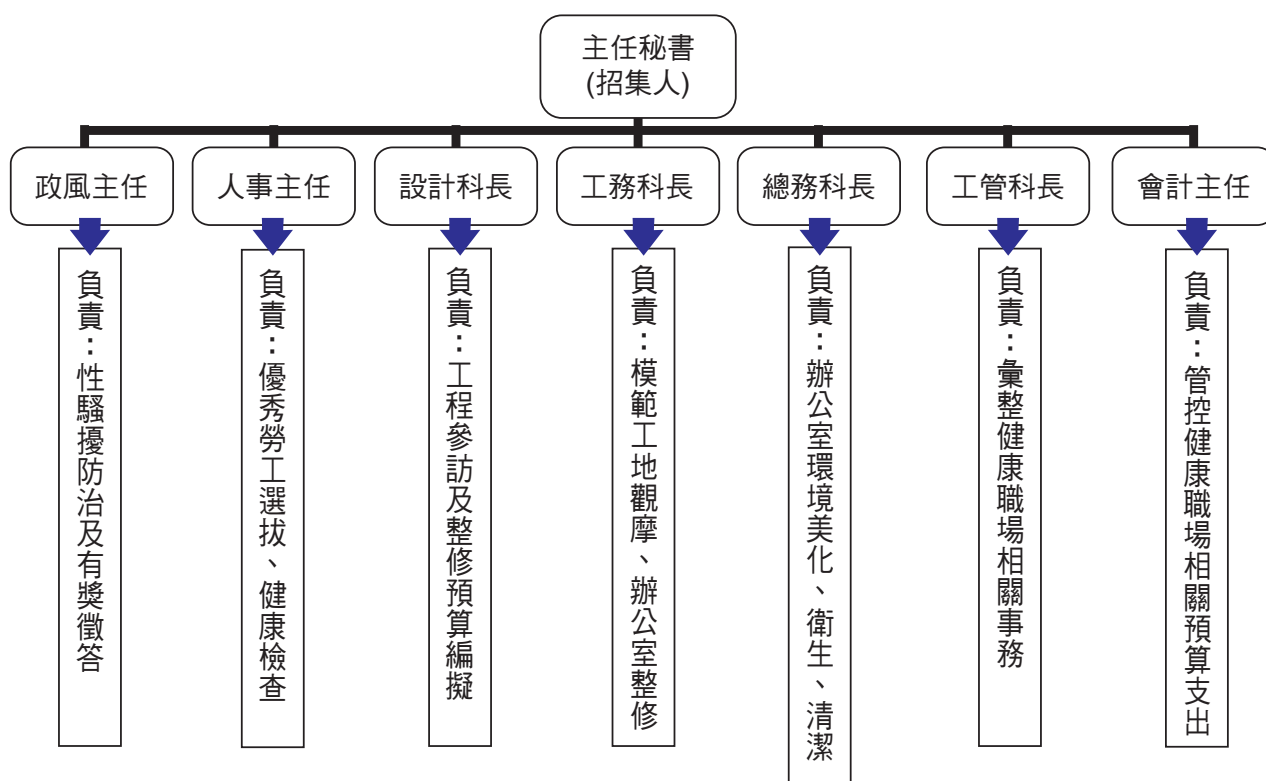 主任秘書
(招集人)
政風主任
人事主任
設計科長
工務科長
總務科長
工管科長
會計主任
負責：性騷擾防治及有獎徵答
負責：優秀勞工選拔、健康檢查
負責：工程參訪及整修預算編擬
負責：模範工地觀摩、辦公室整修
負責：辦公室環境美化、衛生、清潔
負責：彙整健康職場相關事務
負責：管控健康職場相關預算支出